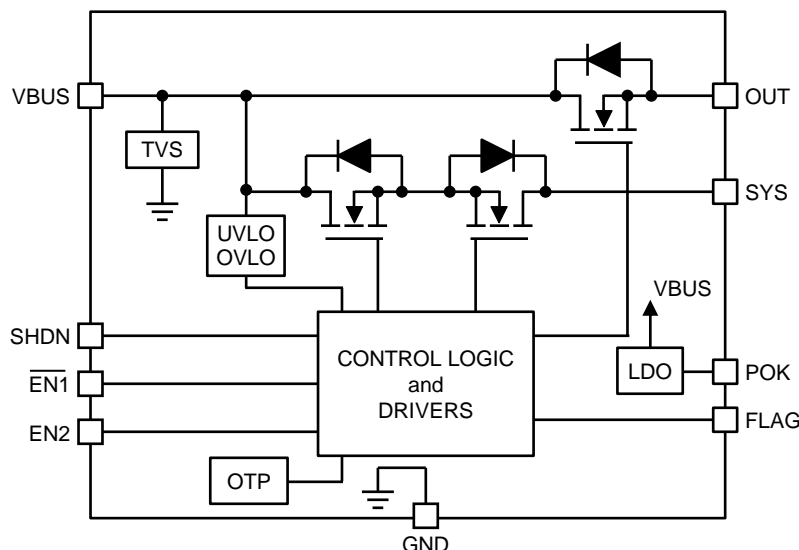 VBUS
OUT
TVS
SYS
UVLO
OVLO
VBUS
SHDN
CONTROL LOGIC
and
DRIVERS
LDO
POK
EN1
FLAG
EN2
OTP
GND